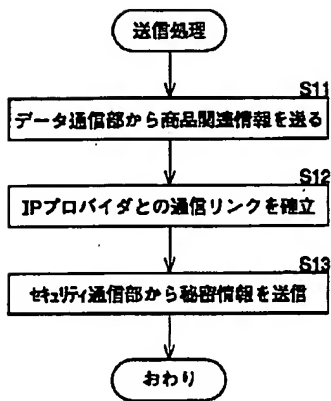 送信処理
S11
データ通信部から商品関連情報を送る
S12
IPプロバイダとの通信リンクを確立
S13
セキュリティ通信部から秘密情報を送信
おわり